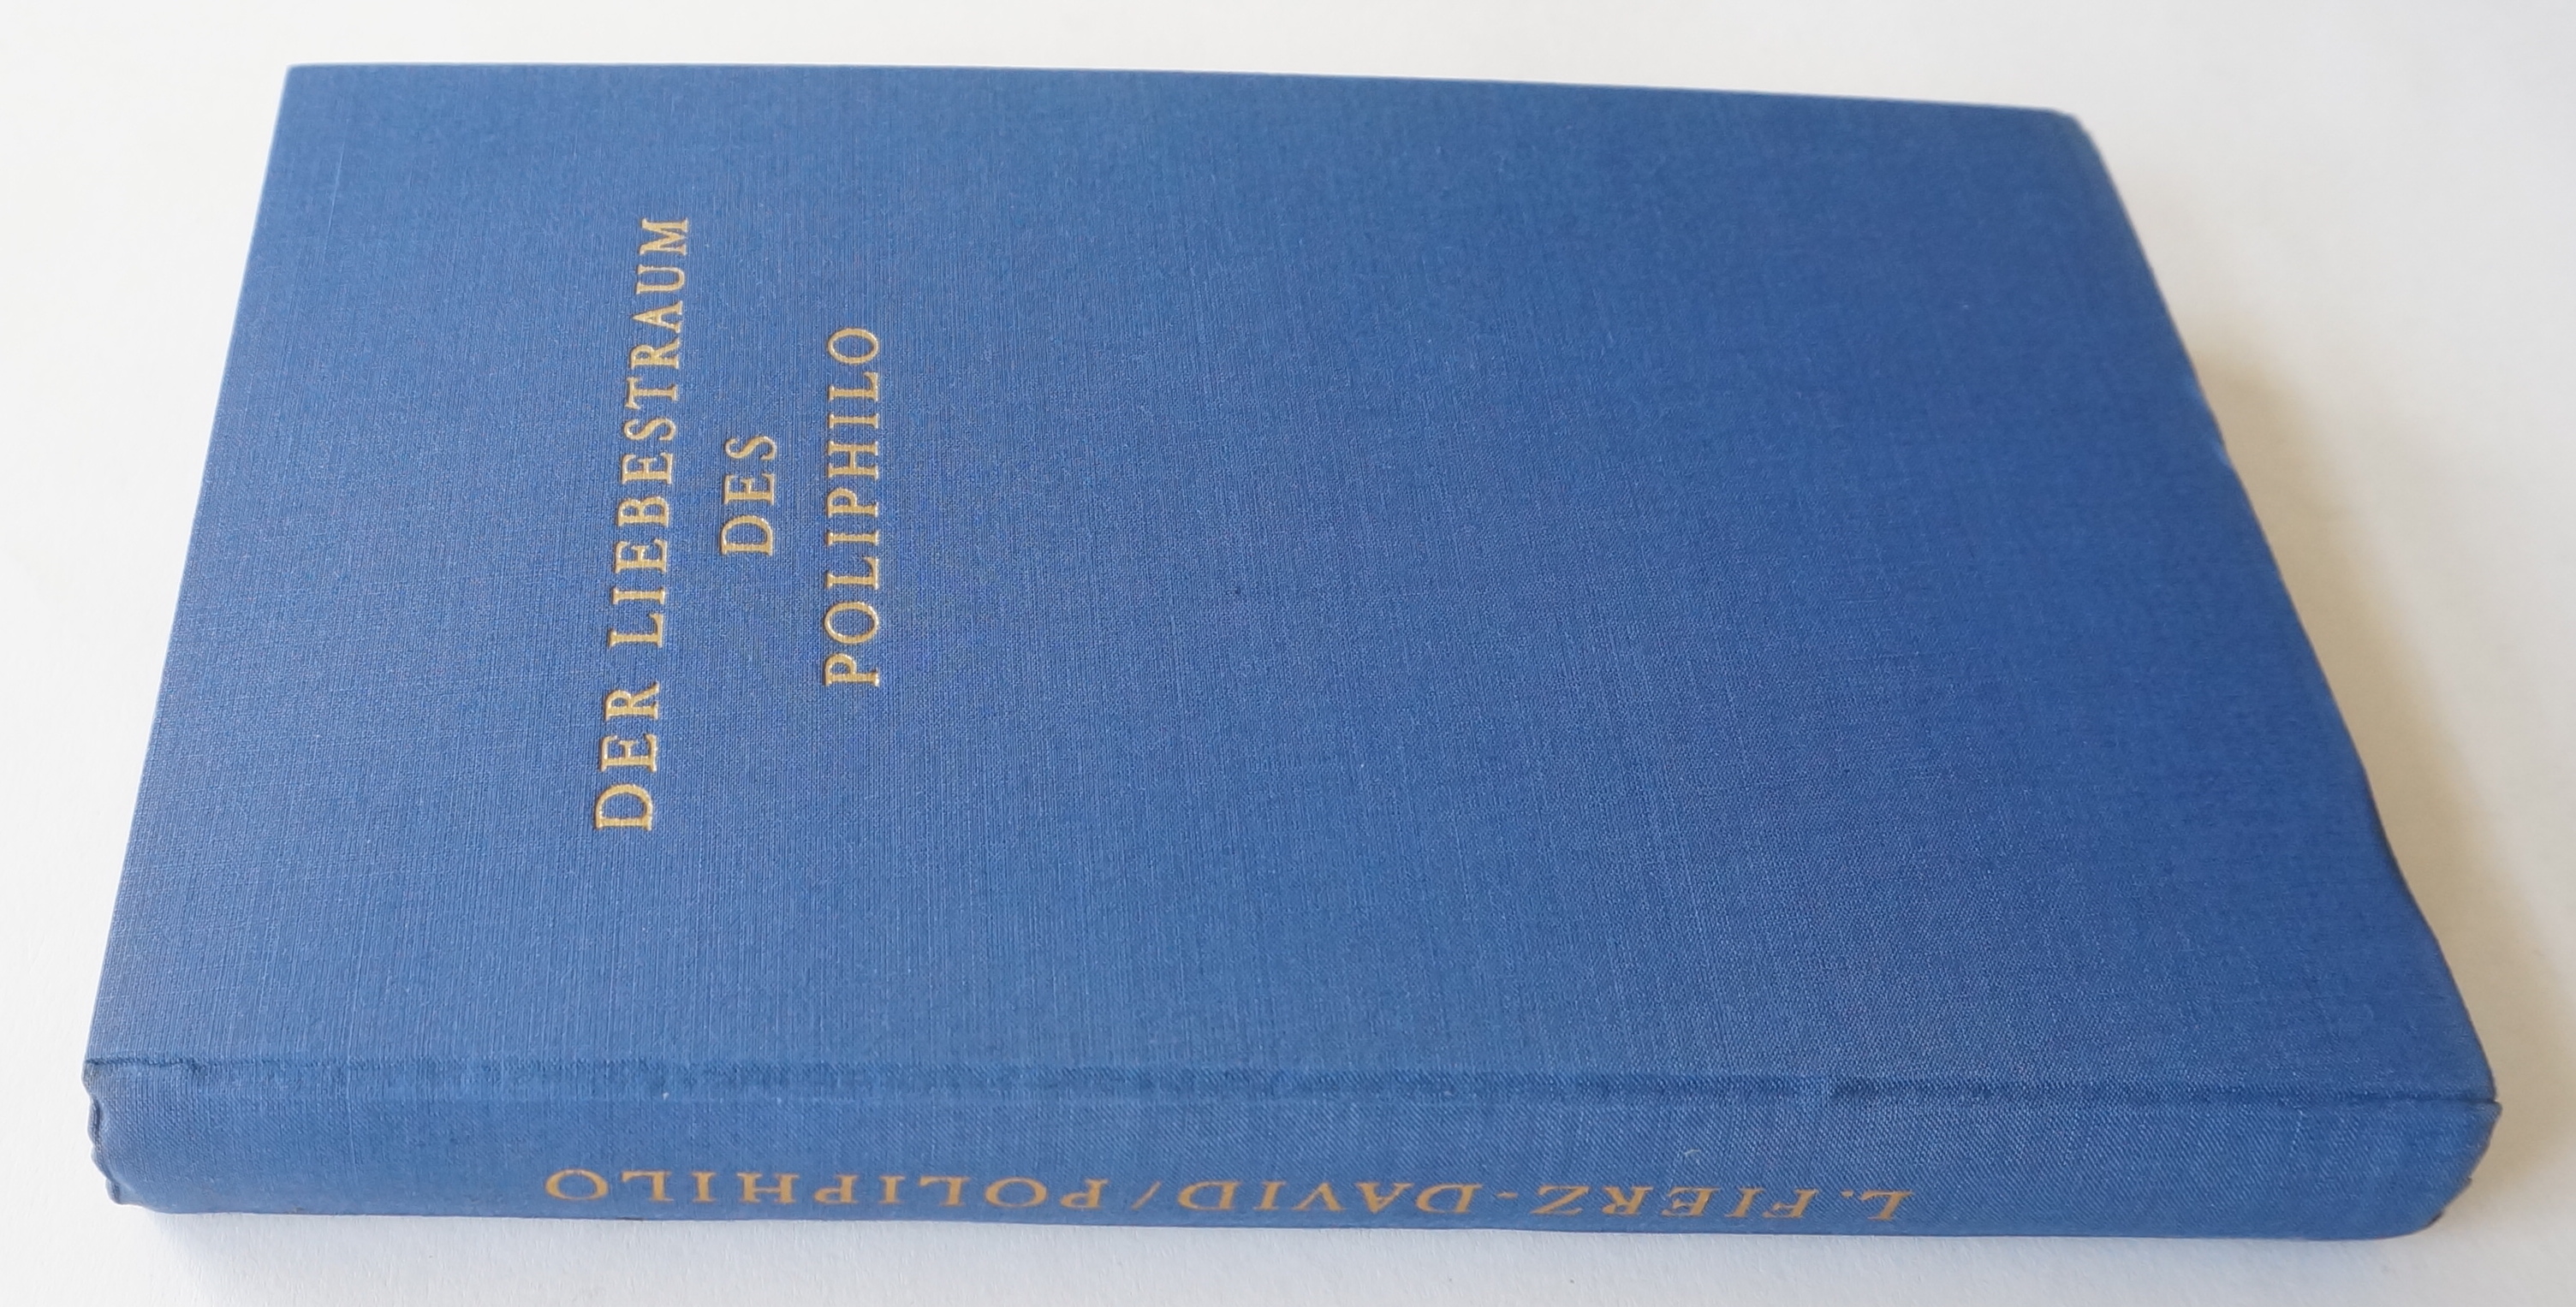 DER LIEBESTRAUM
DES
POLIPHILO
L. FIERZ-DAVID / POLIPHILO